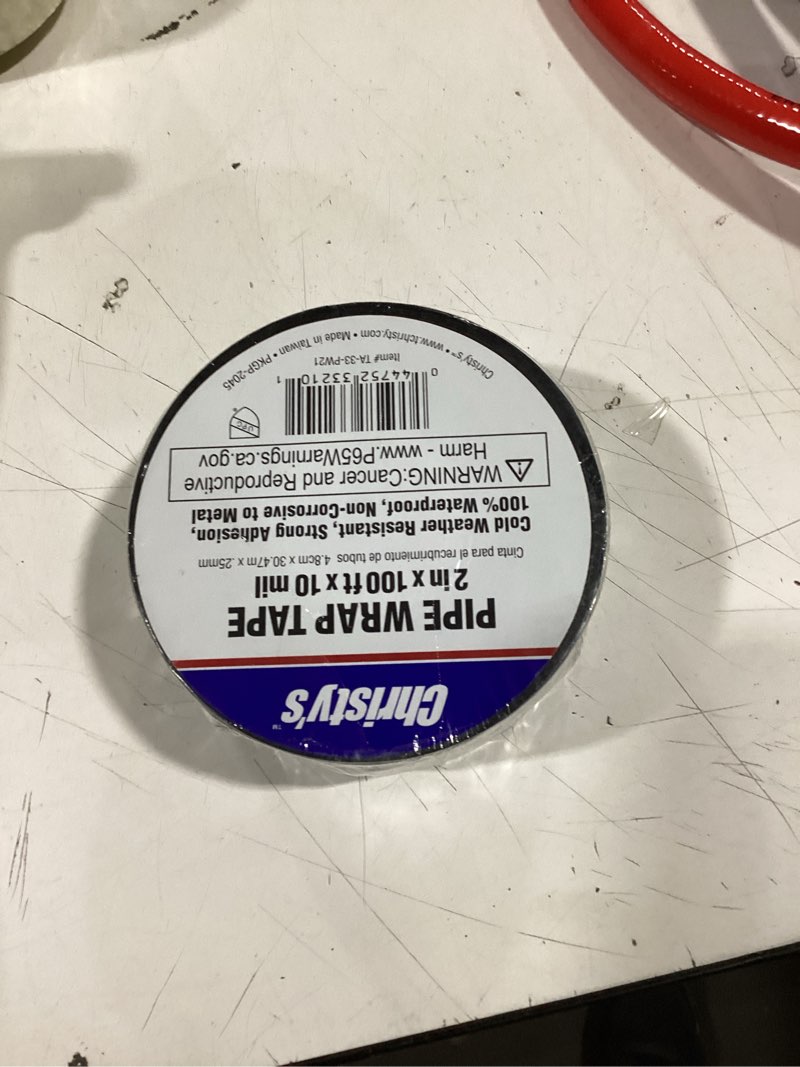 Christy's™
PIPE WRAP TAPE
2 in x 100 ft x 10 mil
Cinta para el recubrimiento de tubos 4.8cm x 30.47m x .25mm
Cold Weather Resistant, Strong Adhesion,
100% Waterproof, Non-Corrosive to Metal
⚠ WARNING:Cancer and Reproductive
Harm - www.P65Warnings.ca.gov
UPC®
0 44752 33210 1
Item# TA-33-PW21
Christy's™ • www.tchristy.com • Made in Taiwan • PKGP-2045